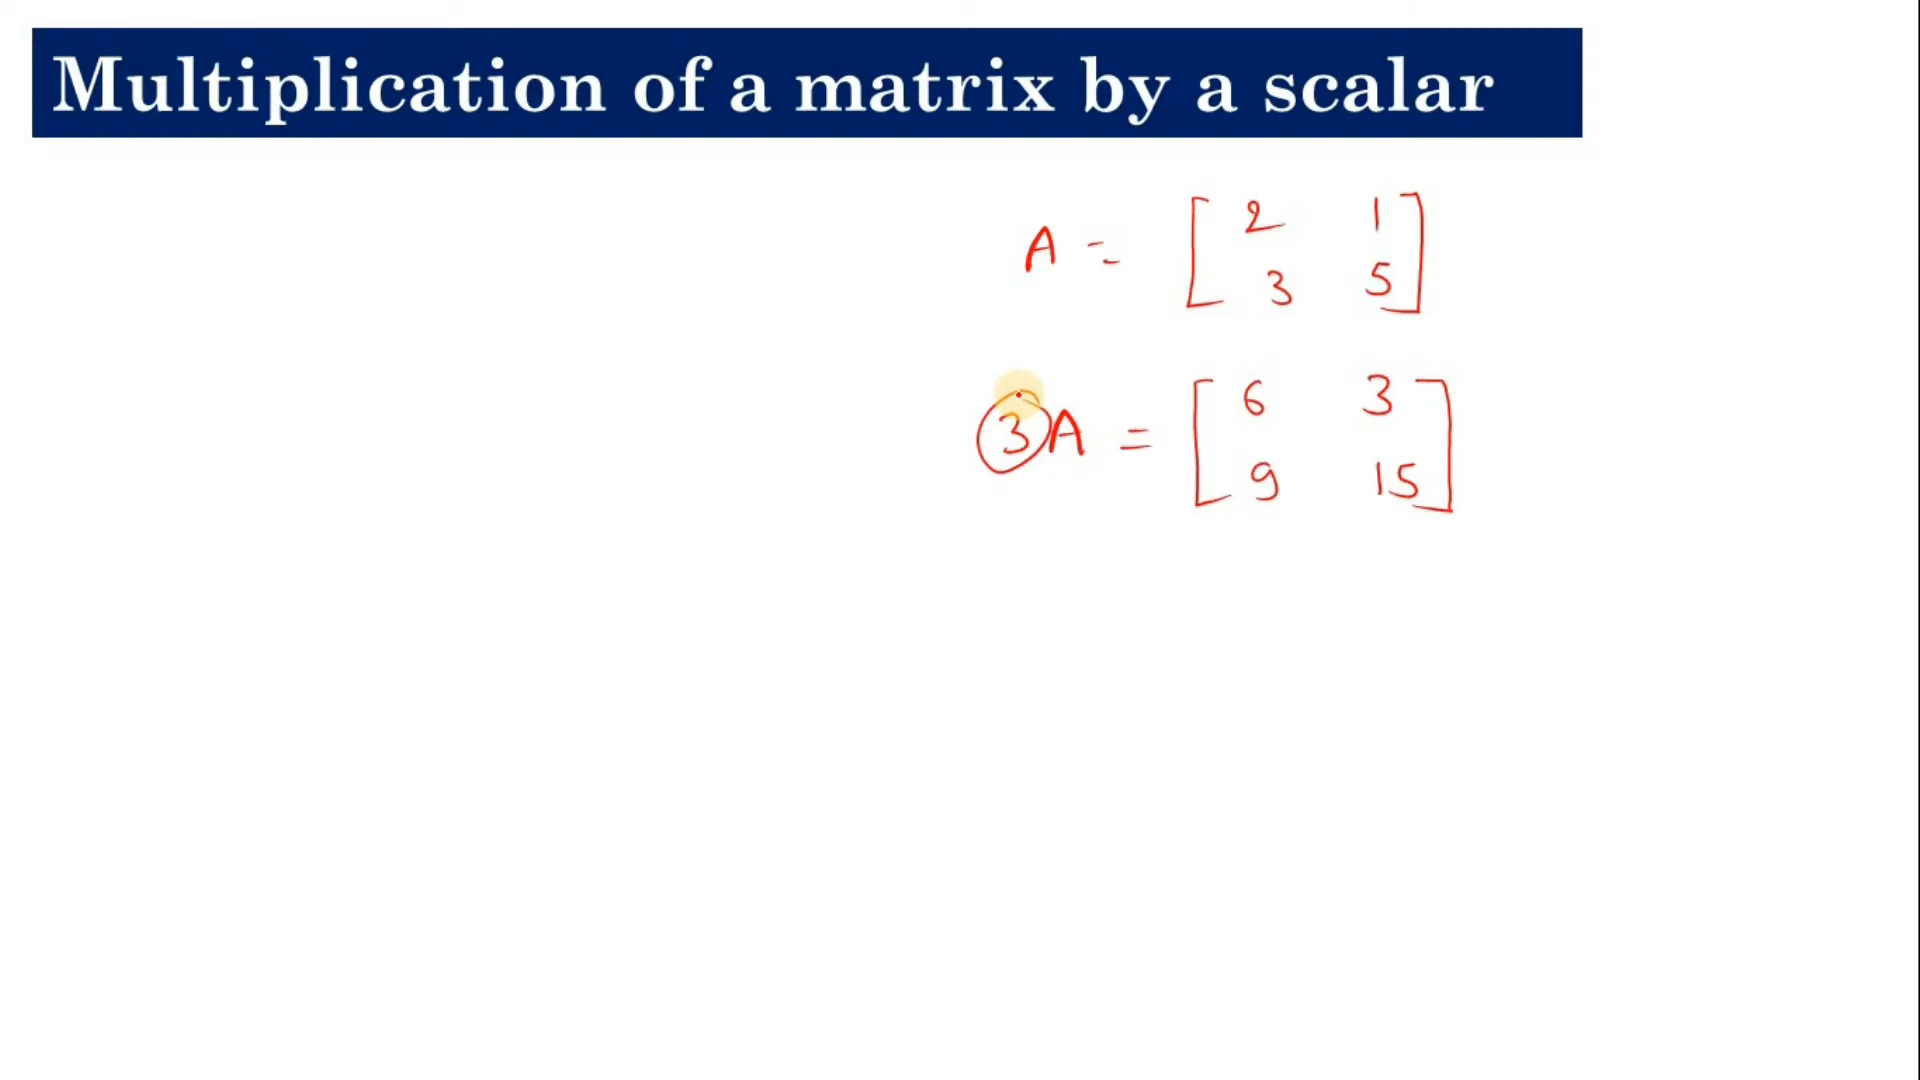 Multiplication of a matrix by a scalar
A = [ 2 1
3 5 ]
3A = [ 6 3
9 15 ]